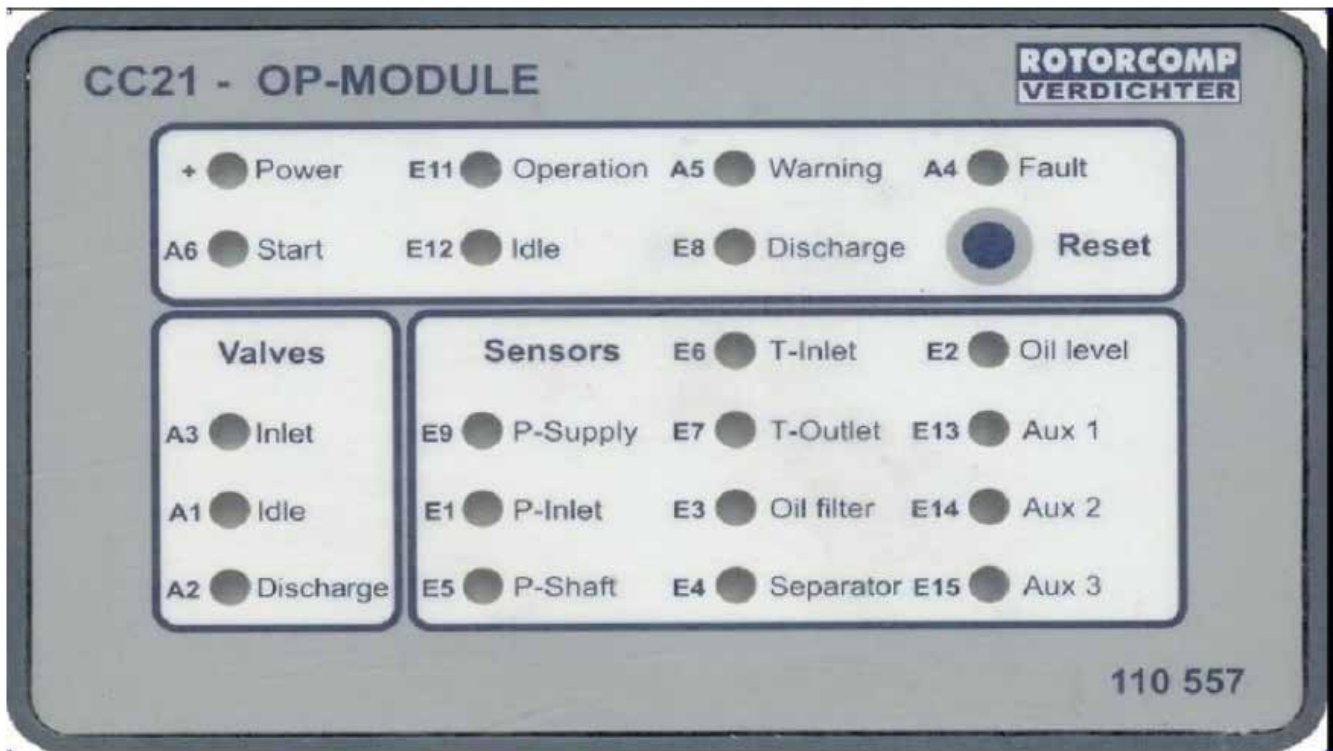 CC21 - OP-MODULE
ROTORCOMP
VERDICHTER
+ Power E11 Operation A5 Warning A4 Fault
A6 Start E12 Idle E8 Discharge Reset
Valves
A3 Inlet
A1 Idle
A2 Discharge
Sensors E6 T-Inlet E2 Oil level
E9 P-Supply E7 T-Outlet E13 Aux 1
E1 P-Inlet E3 Oil filter E14 Aux 2
E5 P-Shaft E4 Separator E15 Aux 3
110 557